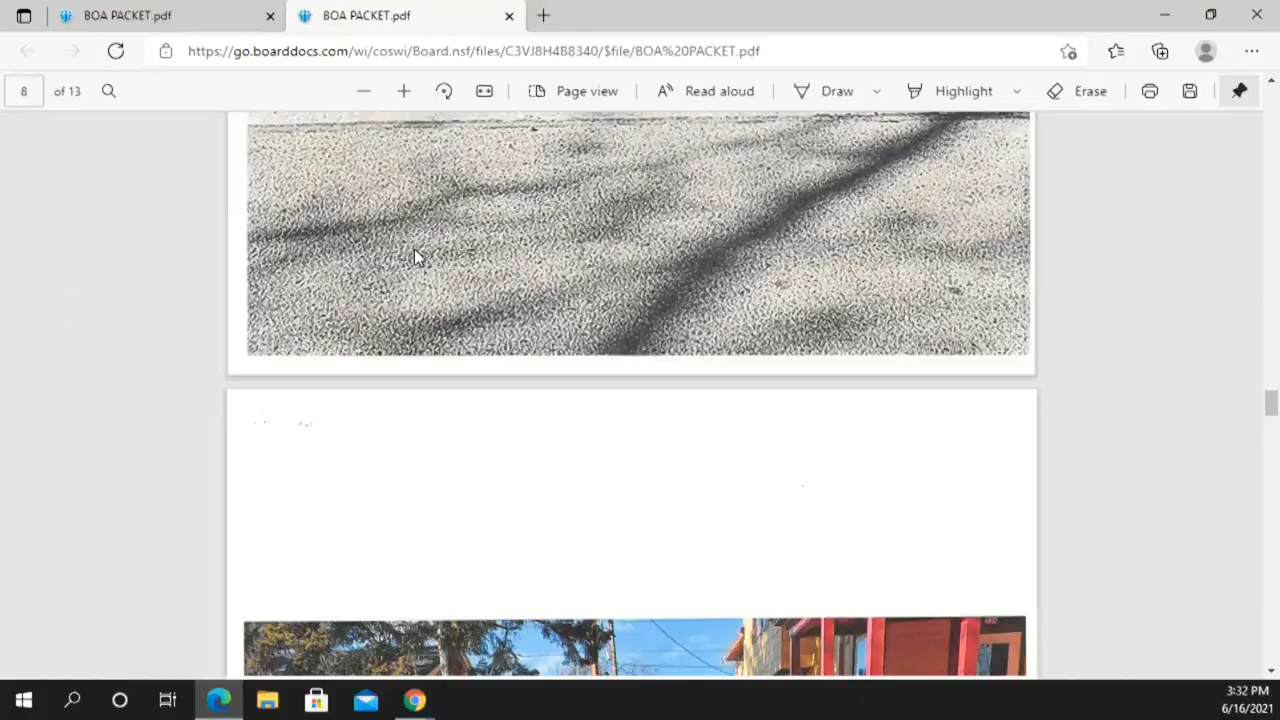 BOA PACKET.pdf
BOA PACKET.pdf
https://go.boarddocs.com/wi/coswi/Board.nsf/files/C3VJ8H4B8340/$file/BOA%20PACKET.pdf
8 of 13
Page view
Read aloud
Draw
Highlight
Erase
3:32 PM
6/16/2021